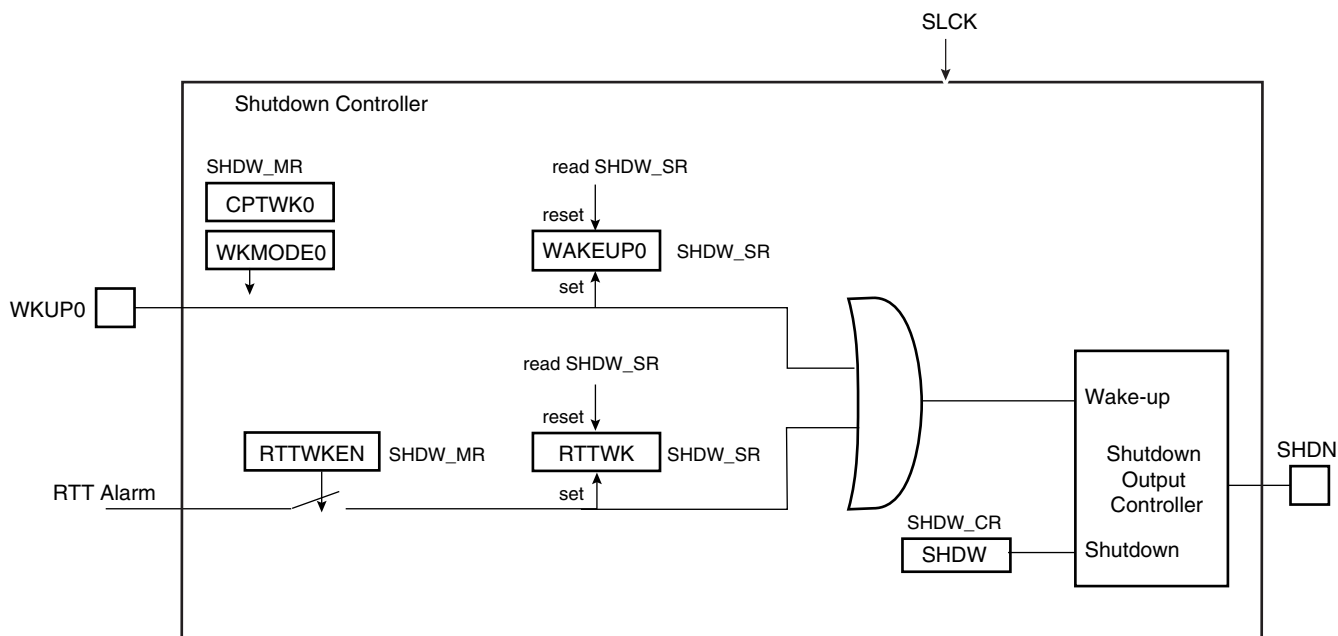 SLCK
Shutdown Controller
SHDW_MR
CPTWK0
WKMODE0
read SHDW_SR
reset
WAKEUP0
SHDW_SR
set
WKUP0
read SHDW_SR
reset
RTTWKEN
SHDW_MR
RTTWK
SHDW_SR
set
RTT Alarm
Wake-up
Shutdown
Output
Controller
SHDN
SHDW_CR
SHDW
Shutdown